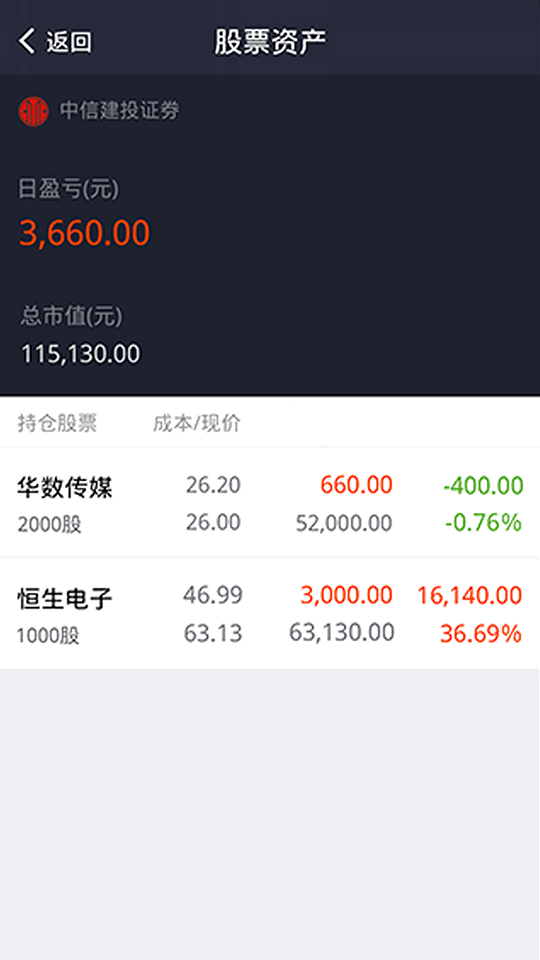 返回 股票资产
中信建投证券
日盈亏(元)
3,660.00
总市值(元)
115,130.00
持仓股票 成本/现价
华数传媒 26.20 660.00 -400.00
2000股 26.00 52,000.00 -0.76%
恒生电子 46.99 3,000.00 16,140.00
1000股 63.13 63,130.00 36.69%